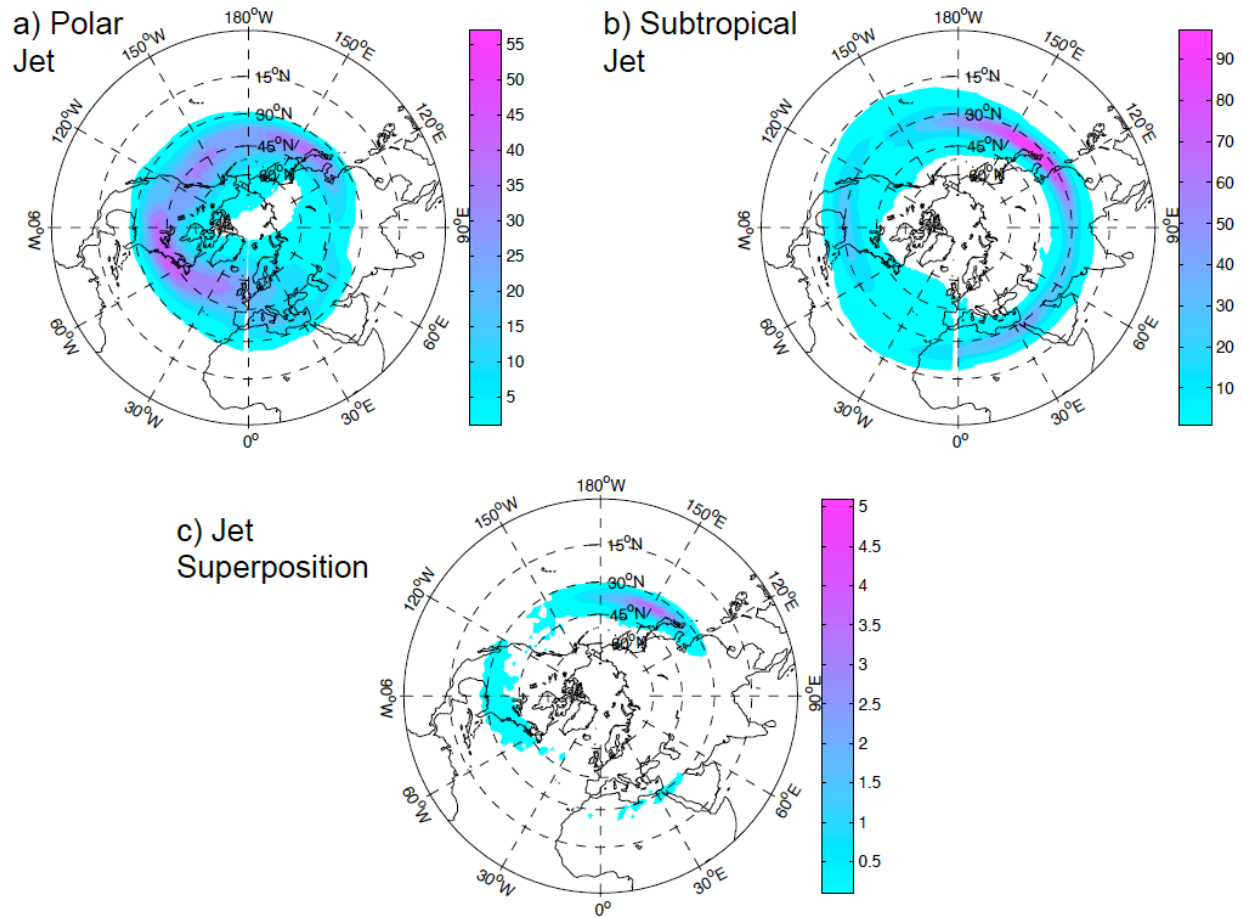 a) Polar
Jet
180°W
150°W
150°E
120°W
120°E
90°W
90°E
60°W
60°E
30°W
30°E
0°
15°N
30°N
45°N
60°N
55
50
45
40
35
30
25
20
15
10
5
b) Subtropical
Jet
180°W
150°W
150°E
120°W
120°E
90°W
90°E
60°W
60°E
30°W
30°E
0°
15°N
30°N
45°N
60°N
90
80
70
60
50
40
30
20
10
c) Jet
Superposition
180°W
150°W
150°E
120°W
120°E
90°W
90°E
60°W
60°E
30°W
30°E
0°
15°N
30°N
45°N
60°N
5
4.5
4
3.5
3
2.5
2
1.5
1
0.5